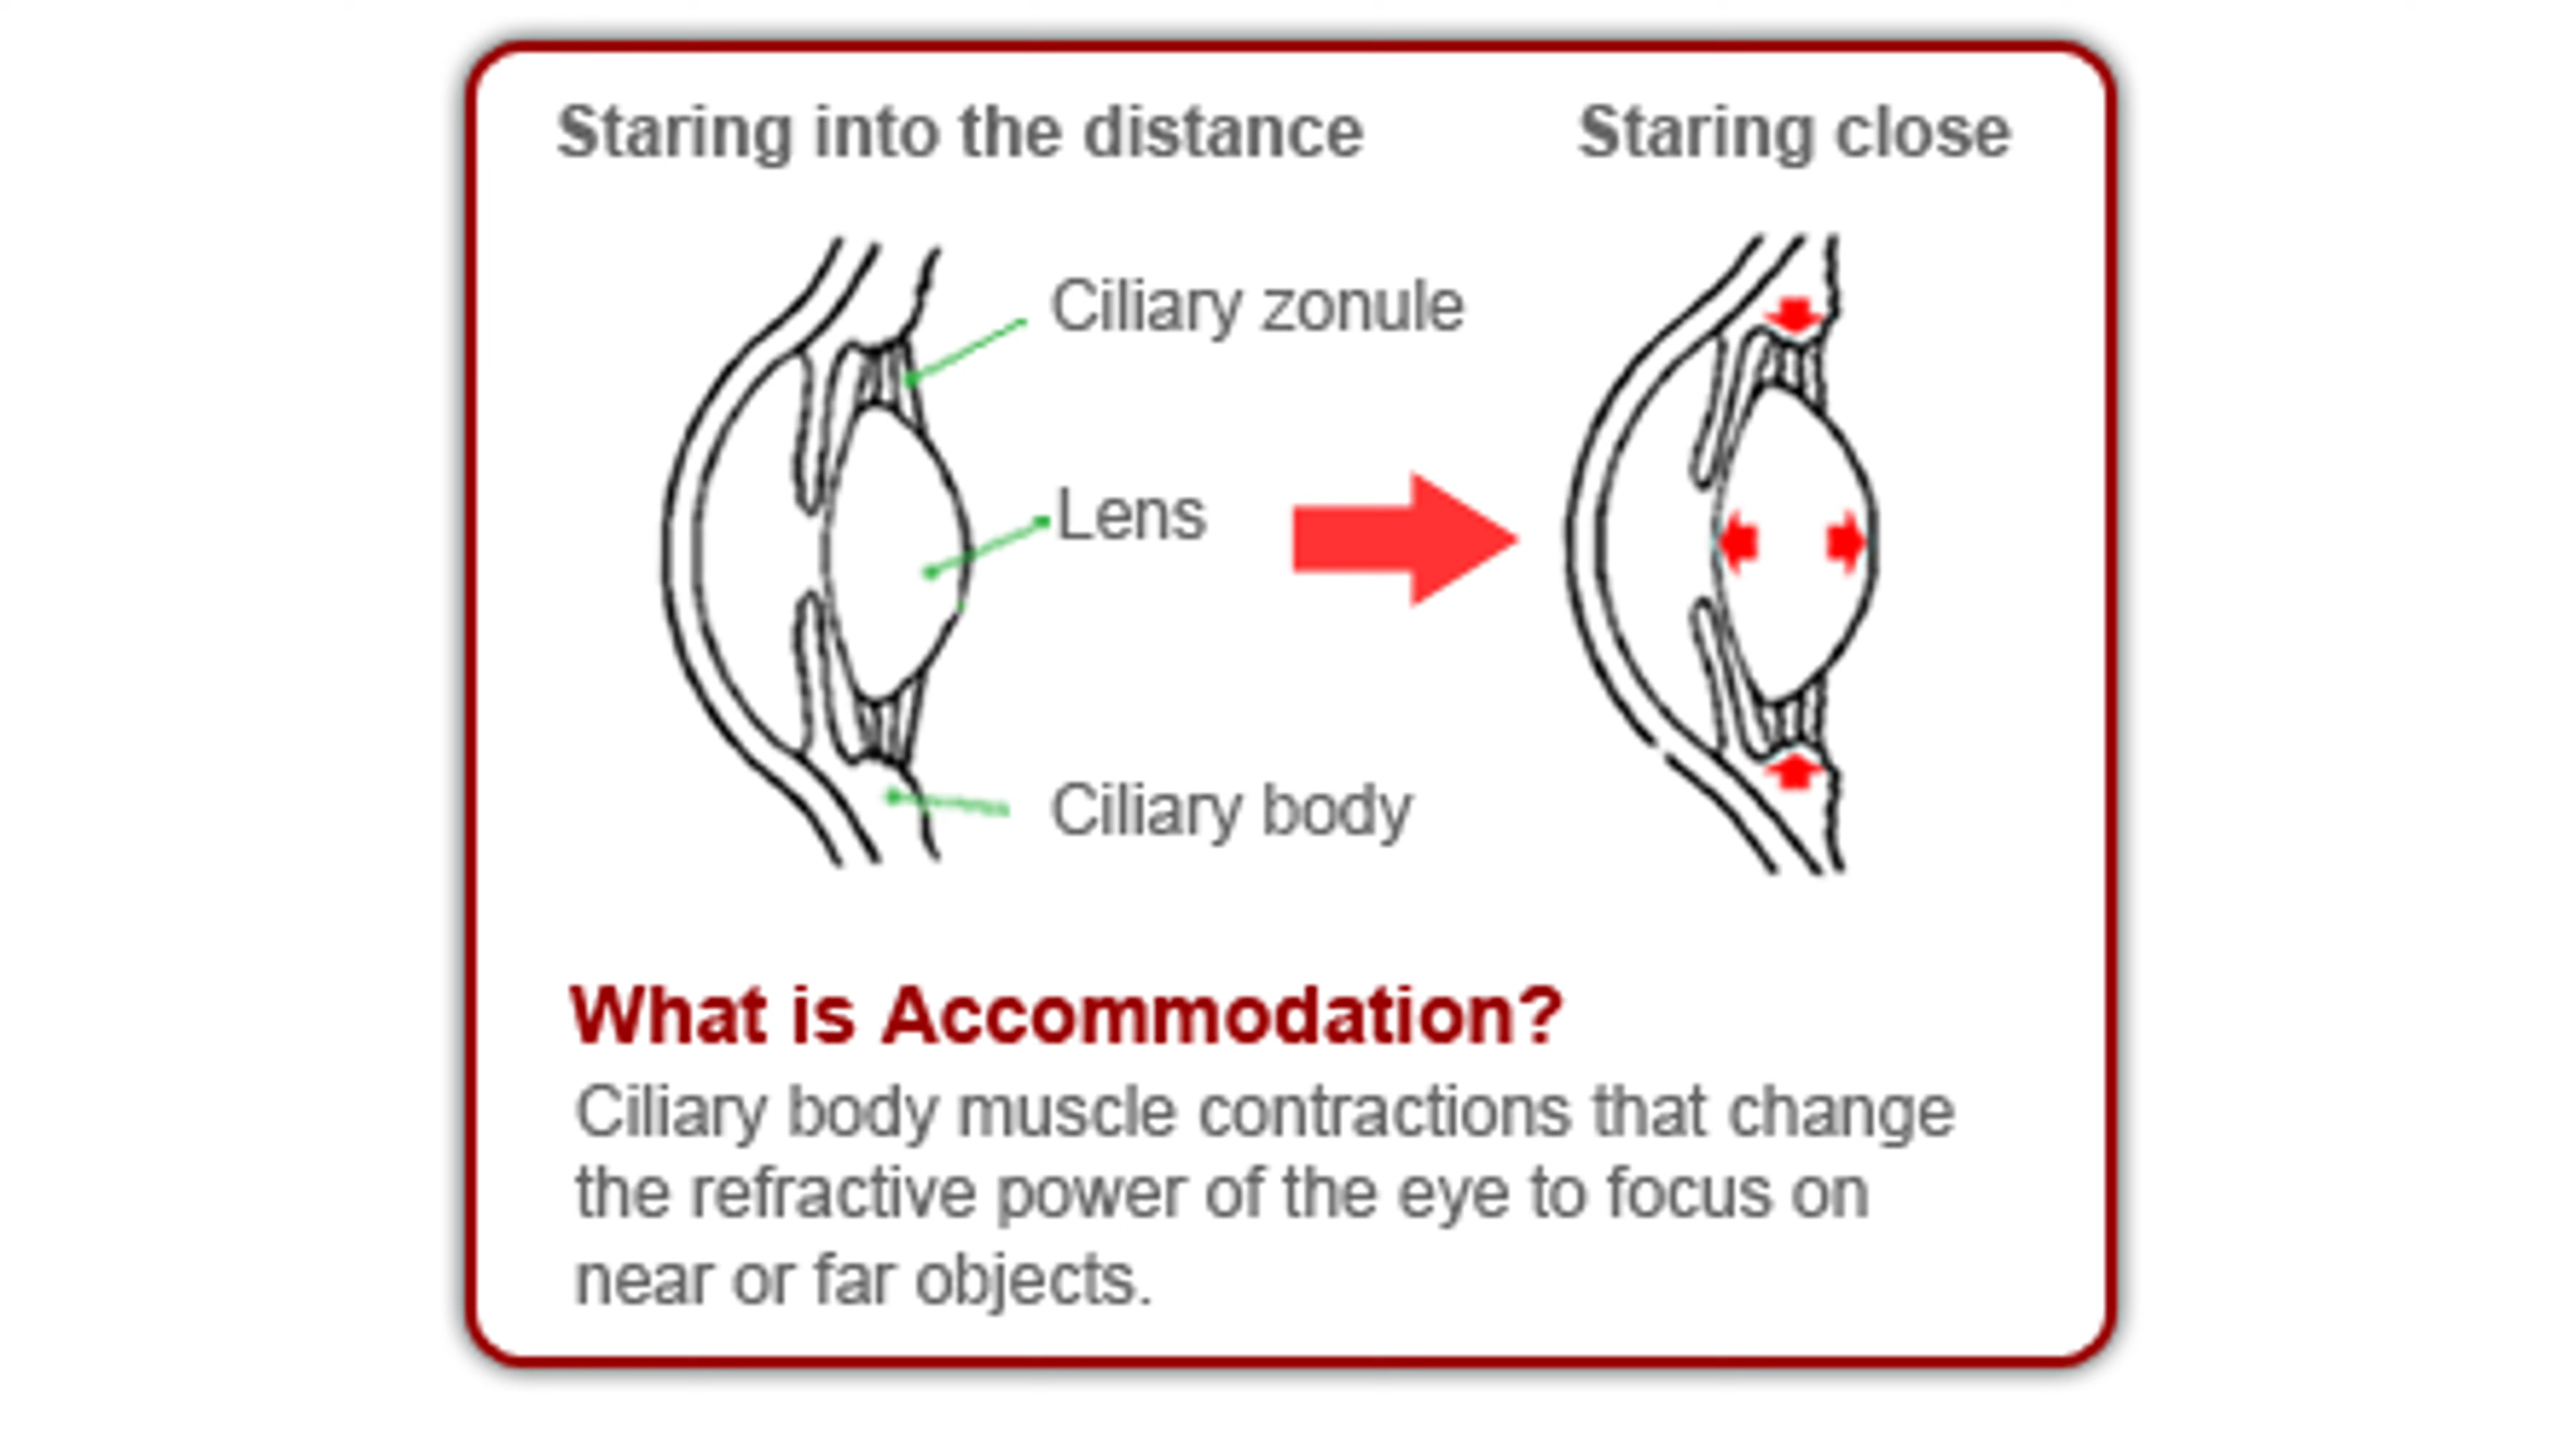 Staring into the distance
Staring close
Ciliary zonule
Lens
Ciliary body
What is Accommodation?
Ciliary body muscle contractions that change
the refractive power of the eye to focus on
near or far objects.